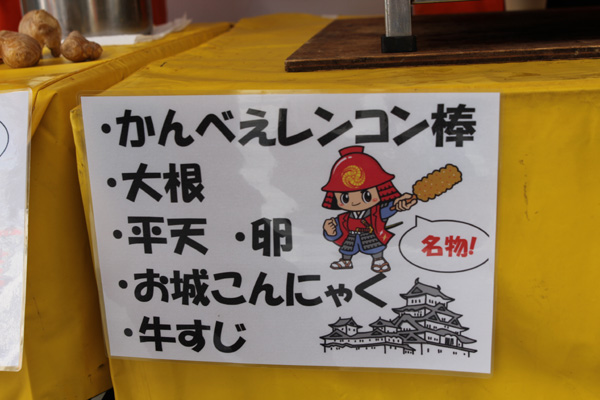 ・かんべえレンコン棒
・大根
・平天 ・卵
・お城こんにゃく
・牛すじ
名物!